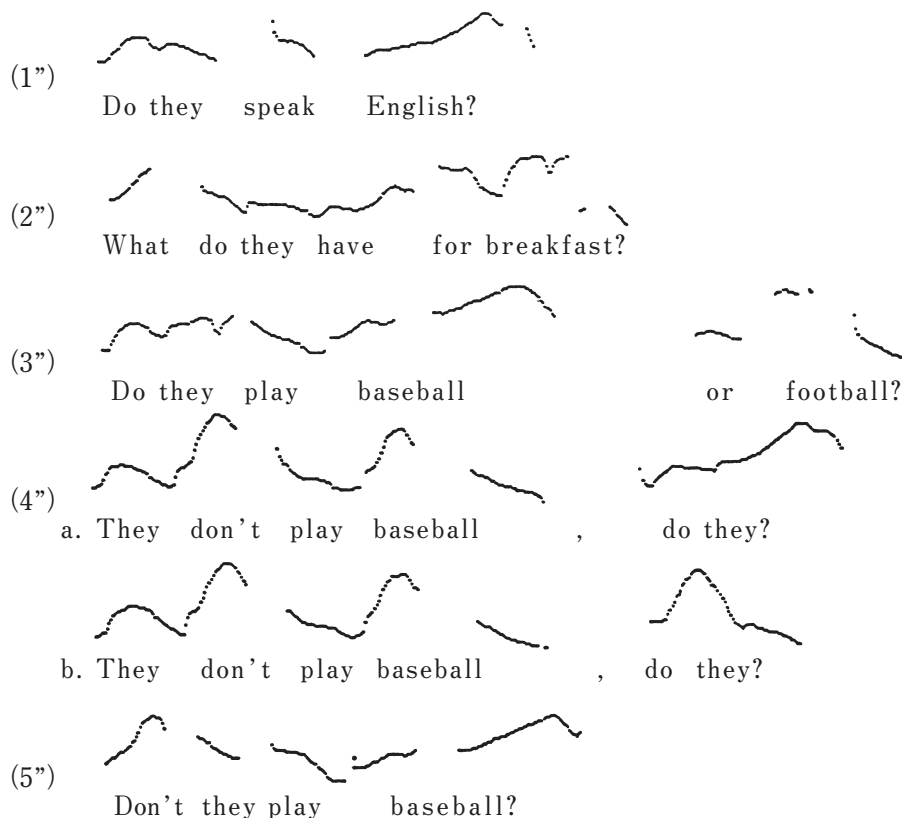 (1”) Do they speak English?
(2”) What do they have for breakfast?
(3”) Do they play baseball or football?
(4”)
a. They don't play baseball , do they?
b. They don't play baseball , do they?
(5”) Don't they play baseball?